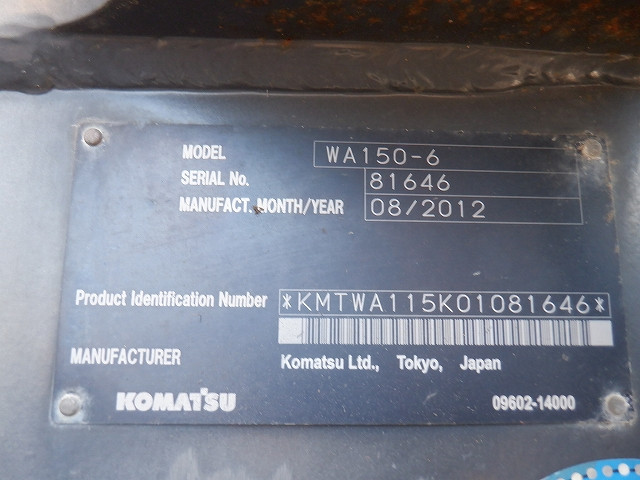 MODEL WA150-6
SERIAL No. 81646
MANUFACT. MONTH/YEAR 08/2012
Product Identification Number *KMTWA115K01081646*
MANUFACTURER Komatsu Ltd., Tokyo, Japan
KOMATSU 09602-14000